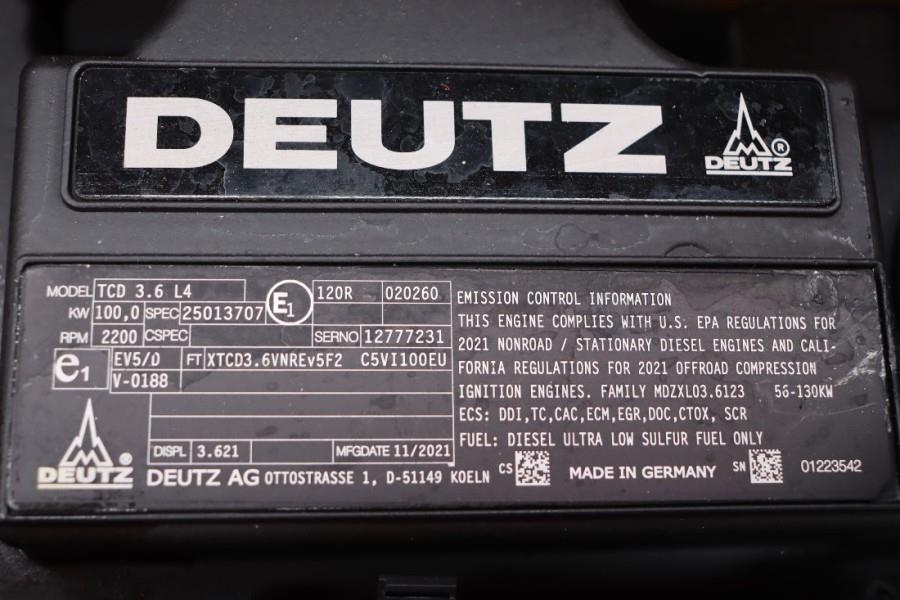 DEUTZ
DEUTZ ®
MODEL TCD 3.6 L4
E1 120R 020260
KW 100,0 SPEC 25013707
RPM 2200 CSPEC SERNO 12777231
e1 EV5/D FT XTCD3.6VNREv5F2 C5VI100EU
V-0188
DISPL 3.621 MFGDATE 11/2021
DEUTZ ®
DEUTZ AG OTTOSTRASSE 1, D-51149 KOELN
EMISSION CONTROL INFORMATION
THIS ENGINE COMPLIES WITH U.S. EPA REGULATIONS FOR
2021 NONROAD / STATIONARY DIESEL ENGINES AND CALI-
FORNIA REGULATIONS FOR 2021 OFFROAD COMPRESSION
IGNITION ENGINES. FAMILY MDZXL03.6123 56-130KW
ECS: DDI,TC,CAC,ECM,EGR,DOC,CTOX, SCR
FUEL: DIESEL ULTRA LOW SULFUR FUEL ONLY
CS MADE IN GERMANY SN 01223542